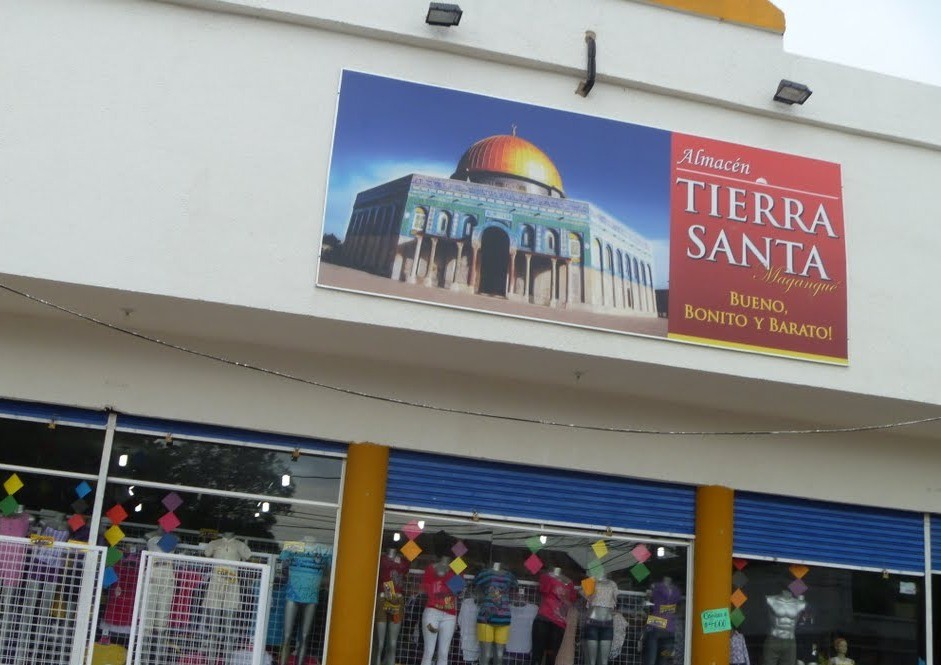 Almacén
TIERRA
SANTA
Magangué
BUENO,
BONITO Y BARATO!